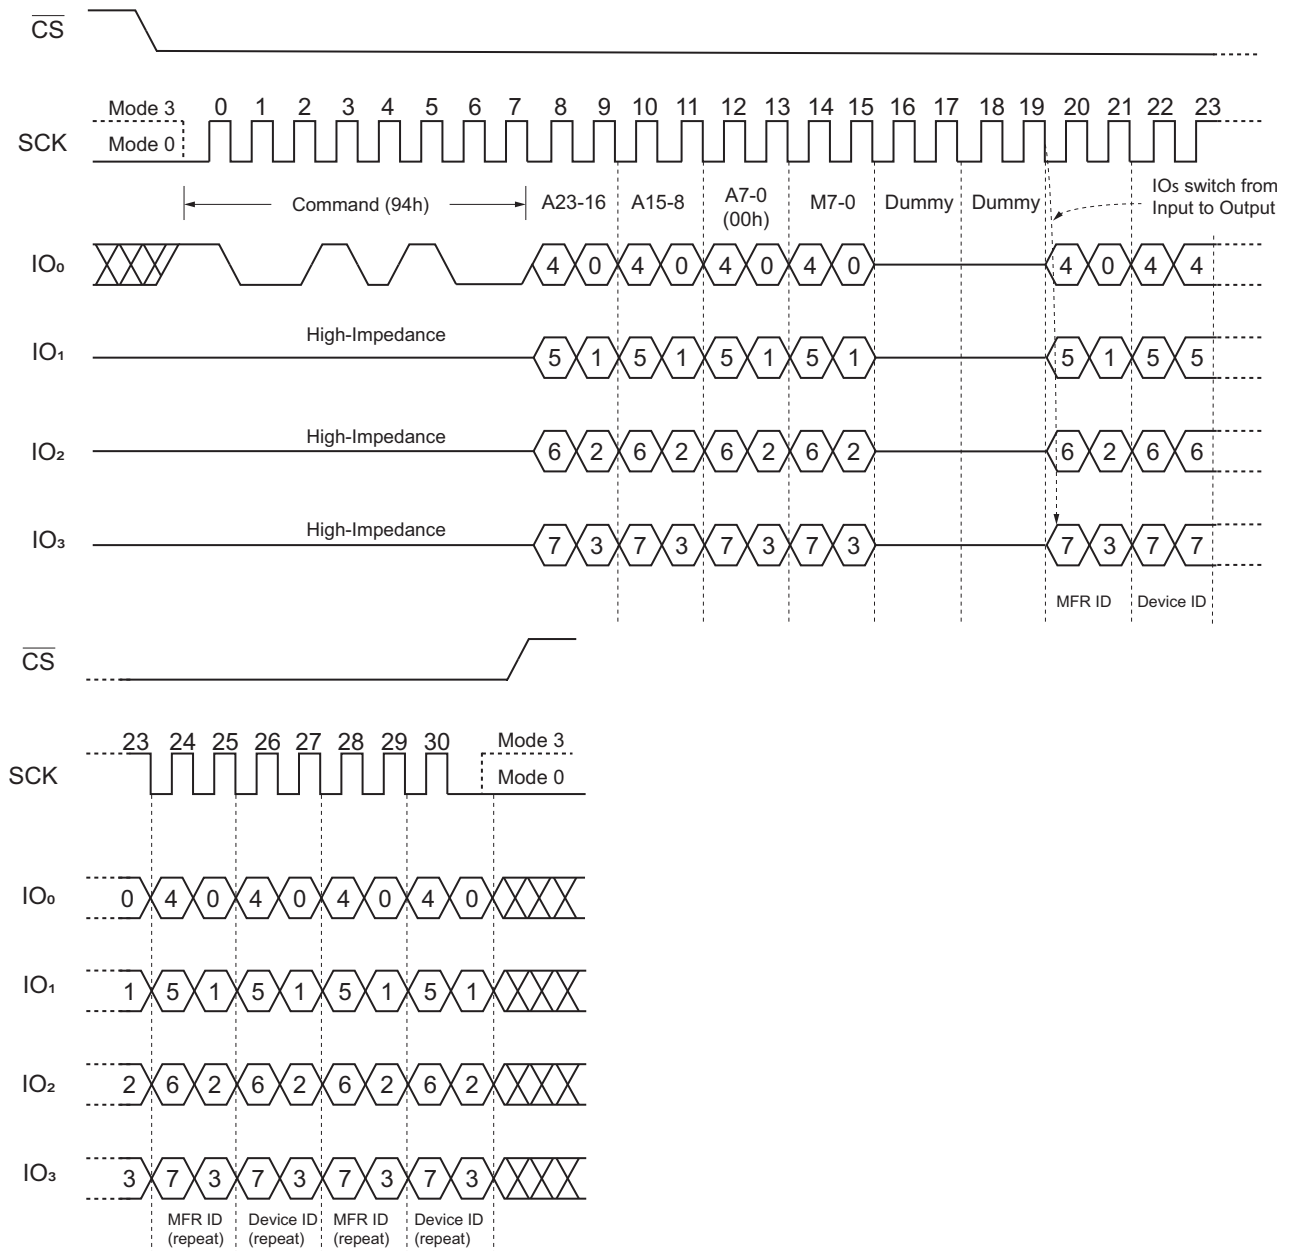 CS
Mode 3 0 1 2 3 4 5 6 7 8 9 10 11 12 13 14 15 16 17 18 19 20 21 22 23
SCK Mode 0
Command (94h) A23-16 A15-8 A7-0 (00h) M7-0 Dummy Dummy
IOs switch from
Input to Output
IO₀ 4 0 4 0 4 0 4 0 4 0 4 4
High-Impedance
IO₁ 5 1 5 1 5 1 5 1 5 1 5 5
High-Impedance
IO₂ 6 2 6 2 6 2 6 2 6 2 6 6
High-Impedance
IO₃ 7 3 7 3 7 3 7 3 7 3 7 7
MFR ID Device ID
CS
23 24 25 26 27 28 29 30 Mode 3
SCK Mode 0
IO₀ 0 4 0 4 0 4 0 4 0
IO₁ 1 5 1 5 1 5 1 5 1
IO₂ 2 6 2 6 2 6 2 6 2
IO₃ 3 7 3 7 3 7 3 7 3
MFR ID Device ID MFR ID Device ID
(repeat) (repeat) (repeat) (repeat)